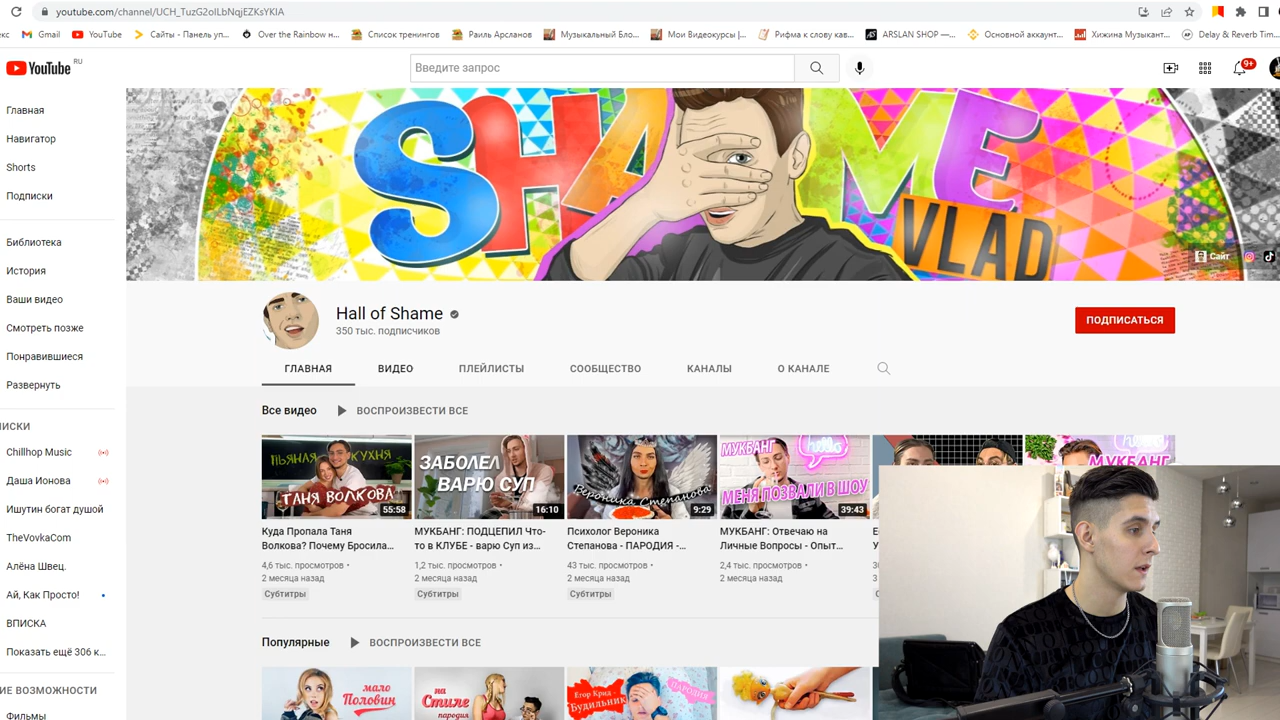 youtube.com/channel/UCH_TuzG2oILbNqjEZKsYKIA
Gmail
YouTube
Сайты - Панель уп...
Over the Rainbow н...
Список тренингов
Раиль Арсланов
Музыкальный Бло...
Мои Видеокурсы |...
Рифма к слову кав...
ARSLAN SHOP —...
Основной аккаунт...
Хижина Музыкант...
Delay & Reverb Tim...
YouTube
RU
Введите запрос
9+
Главная
Навигатор
Shorts
Подписки
Библиотека
История
Ваши видео
Смотреть позже
Понравившиеся
Развернуть
ПИСКИ
Chillhop Music
Даша Ионова
Ишутин богат душой
TheVovkaCom
Алёна Швец.
Ай, Как Просто!
ВПИСКА
Показать ещё 306 к...
ИЕ ВОЗМОЖНОСТИ
Фильмы
SHAME
VLAD
Сайт
Hall of Shame
350 тыс. подписчиков
ПОДПИСАТЬСЯ
ГЛАВНАЯ
ВИДЕО
ПЛЕЙЛИСТЫ
СООБЩЕСТВО
КАНАЛЫ
О КАНАЛЕ
Все видео
ВОСПРОИЗВЕСТИ ВСЕ
ПЬЯНАЯ КУХНЯ
ТАНЯ ВОЛКОВА
55:58
Куда Пропала Таня
Волкова? Почему Бросила...
4,6 тыс. просмотров •
2 месяца назад
Субтитры
ЗАБОЛЕЛ
ВАРЮ СУП
16:10
МУКБАНГ: ПОДЦЕПИЛ Что-
то в КЛУБЕ - варю Суп из...
1,2 тыс. просмотров •
2 месяца назад
Субтитры
Вероника Степанова
9:29
Психолог Вероника
Степанова - ПАРОДИЯ -...
43 тыс. просмотров •
2 месяца назад
Субтитры
МУКБАНГ
hello
МЕНЯ ПОЗВАЛИ В ШОУ
39:43
МУКБАНГ: Отвечаю на
Личные Вопросы - Опыт...
2,4 тыс. просмотров •
2 месяца назад
hello
МУКБАНГ
Популярные
ВОСПРОИЗВЕСТИ ВСЕ
мало
Половин
на
Стиле
пародия
Егор Крид -
Будильник
ПАРОДИЯ